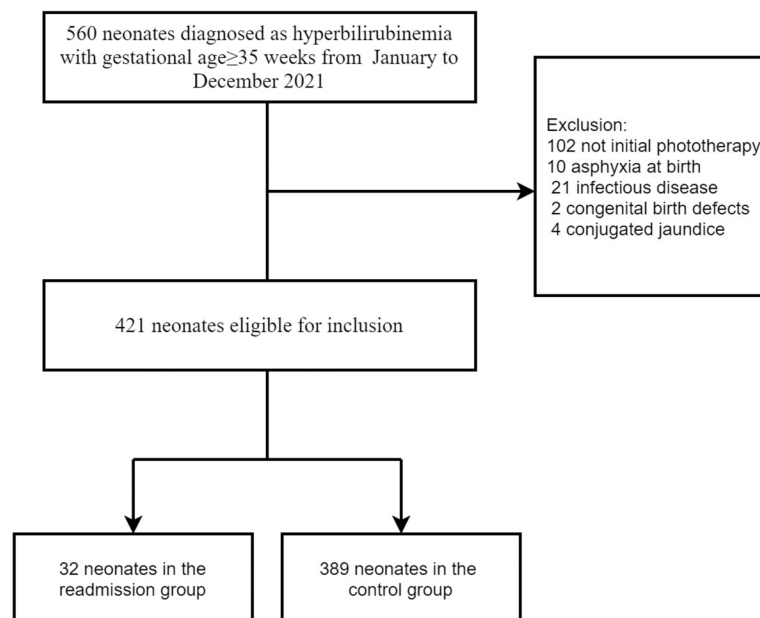 560 neonates diagnosed as hyperbilirubinemia
with gestational age≥35 weeks from January to
December 2021
Exclusion:
102 not initial phototherapy
10 asphyxia at birth
21 infectious disease
2 congenital birth defects
4 conjugated jaundice
421 neonates eligible for inclusion
32 neonates in the
readmission group
389 neonates in the
control group